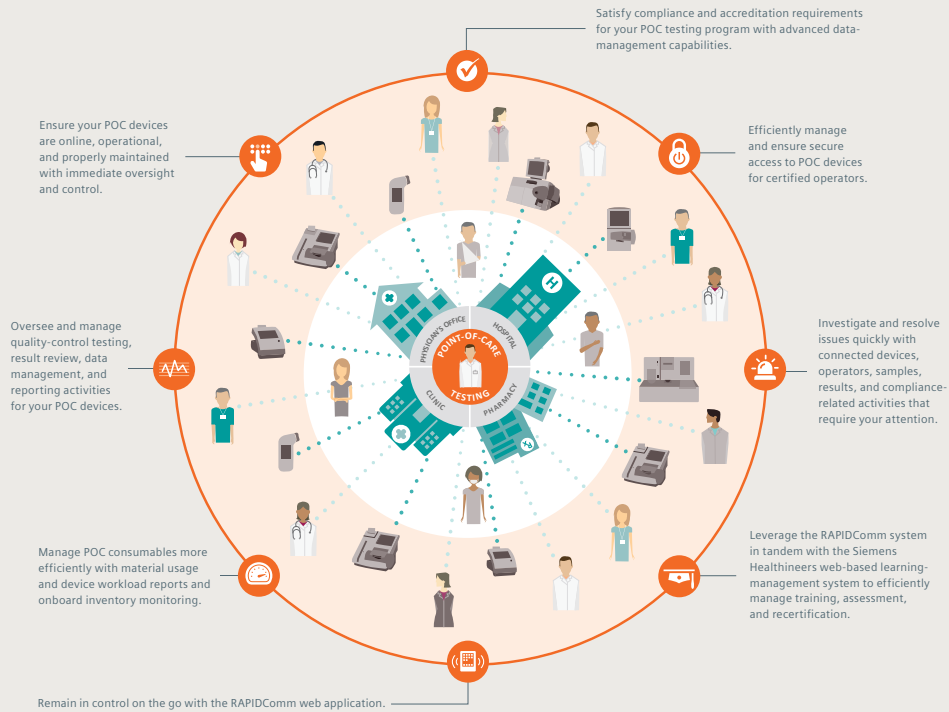 Satisfy compliance and accreditation requirements
for your POC testing program with advanced data-
management capabilities.
Ensure your POC devices
are online, operational,
and properly maintained
with immediate oversight
and control.
Efficiently manage
and ensure secure
access to POC devices
for certified operators.
Oversee and manage
quality-control testing,
result review, data
management, and
reporting activities
for your POC devices.
PHYSICIAN'S OFFICE
HOSPITAL
H
POINT-OF-CARE
TESTING
CLINIC
PHARMACY
Investigate and resolve
issues quickly with
connected devices,
operators, samples,
results, and compliance-
related activities that
require your attention.
Manage POC consumables more
efficiently with material usage
and device workload reports and
onboard inventory monitoring.
Leverage the RAPIDComm system
in tandem with the Siemens
Healthineers web-based learning-
management system to efficiently
manage training, assessment,
and recertification.
Remain in control on the go with the RAPIDComm web application.